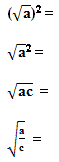 (√a)² =
√a² =
√ac =
√a/c =